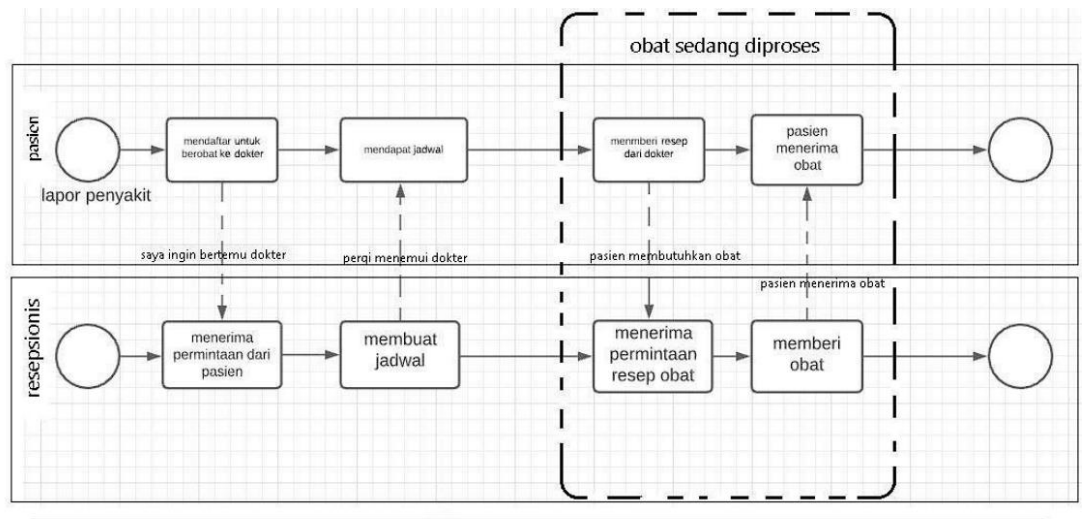 obat sedang diproses
pasien
lapor penyakit
mendaftar untuk
berobat ke dokter
mendapat jadwal
menmberi resep
dari dokter
pasien
menerima
obat
saya ingin bertemu dokter
pergi menemui dokter
pasien membutuhkan obat
pasien menerima obat
resepsionis
menerima
permintaan dari
pasien
membuat
jadwal
menerima
permintaan
resep obat
memberi
obat